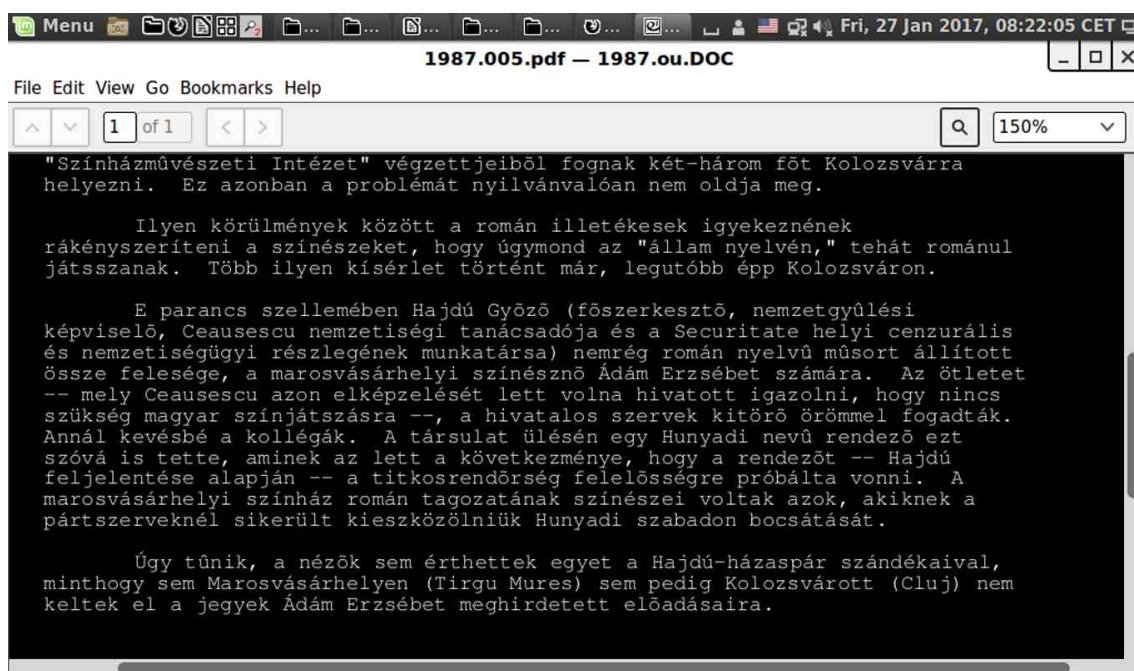 Menu ... ... ... ... ... ... ... Fri, 27 Jan 2017, 08:22:05 CET
1987.005.pdf — 1987.ou.DOC
File Edit View Go Bookmarks Help
1 of 1 150%
"Színházmûvészeti Intézet" végzettjeibõl fognak két-három fõt Kolozsvárra
helyezni. Ez azonban a problémát nyilvánvalóan nem oldja meg.
Ilyen körülmények között a román illetékesek igyekeznének
rákényszeríteni a színészeket, hogy úgymond az "állam nyelvén," tehát románul
játsszanak. Több ilyen kísérlet történt már, legutóbb épp Kolozsváron.
E parancs szellemében Hajdú Gyõzõ (fõszerkesztõ, nemzetgyûlési
képviselõ, Ceausescu nemzetiségi tanácsadója és a Securitate helyi cenzurális
és nemzetiségügyi részlegének munkatársa) nemrég román nyelvû mûsort állított
össze felesége, a marosvásárhelyi színésznõ Ádám Erzsébet számára. Az ötletet
-- mely Ceausescu azon elképzelését lett volna hivatott igazolni, hogy nincs
szükség magyar színjátszásra --, a hivatalos szervek kitörõ örömmel fogadták.
Annál kevésbé a kollégák. A társulat ülésén egy Hunyadi nevû rendezõ ezt
szóvá is tette, aminek az lett a következménye, hogy a rendezõt -- Hajdú
feljelentése alapján -- a titkosrendõrség felelõsségre próbálta vonni. A
marosvásárhelyi színház román tagozatának színészei voltak azok, akiknek a
pártszerveknél sikerült kieszközölniük Hunyadi szabadon bocsátását.
Úgy tûnik, a nézõk sem érthettek egyet a Hajdú-házaspár szándékaival,
minthogy sem Marosvásárhelyen (Tirgu Mures) sem pedig Kolozsvárott (Cluj) nem
keltek el a jegyek Ádám Erzsébet meghirdetett elõadásaira.